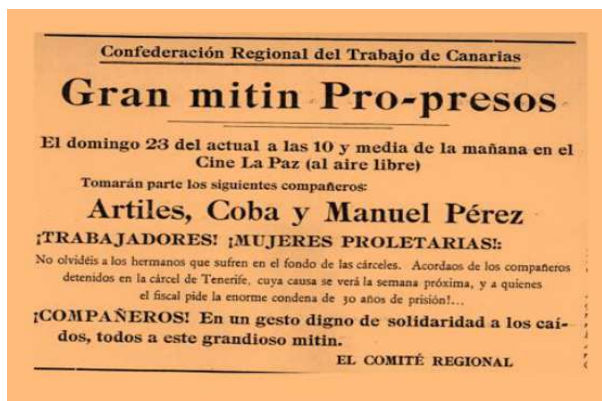 Confederación Regional del Trabajo de Canarias
Gran mitin Pro-presos
El domingo 23 del actual a las 10 y media de la mañana en el
Cine La Paz (al aire libre)
Tomarán parte los siguientes compañeros:
Artiles, Coba y Manuel Pérez
¡TRABAJADORES! ¡MUJERES PROLETARIAS!:
No olvidéis a los hermanos que sufren en el fondo de las cárceles. Acordaos de los compañeros
detenidos en la cárcel de Tenerife, cuya causa se verá la semana próxima, y a quienes
el fiscal pide la enorme condena de 30 años de prisión!...
¡COMPAÑEROS! En un gesto digno de solidaridad a los caí-
dos, todos a este grandioso mitin.
EL COMITÉ REGIONAL